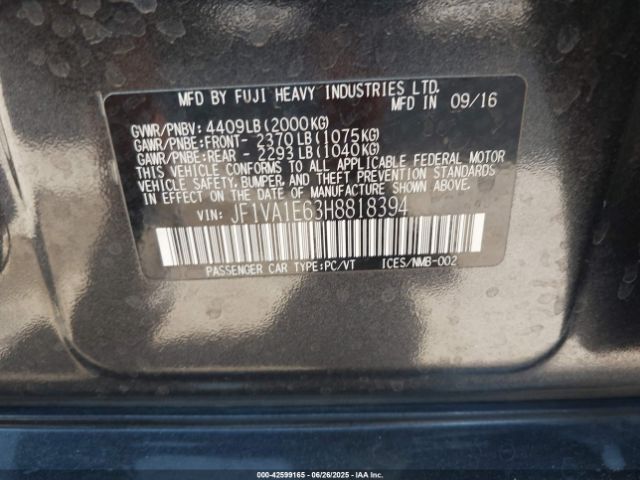 MFD BY FUJI HEAVY INDUSTRIES LTD.
MFD IN 09/16
GVWR/PNBV: 4409LB(2000KG)
GAWR/PNBE:FRONT- 2370LB(1075KG)
GAWR/PNBE:REAR - 2293LB(1040KG)
THIS VEHICLE CONFORMS TO ALL APPLICABLE FEDERAL MOTOR
VEHICLE SAFETY, BUMPER, AND THEFT PREVENTION STANDARDS
IN EFFECT ON THE DATE OF MANUFACTURE SHOWN ABOVE.
VIN: JF1VA1E63H8818394
PASSENGER CAR TYPE:PC/VT ICES/NMB-002
000-42599165 - 06/26/2025 - IAA Inc.